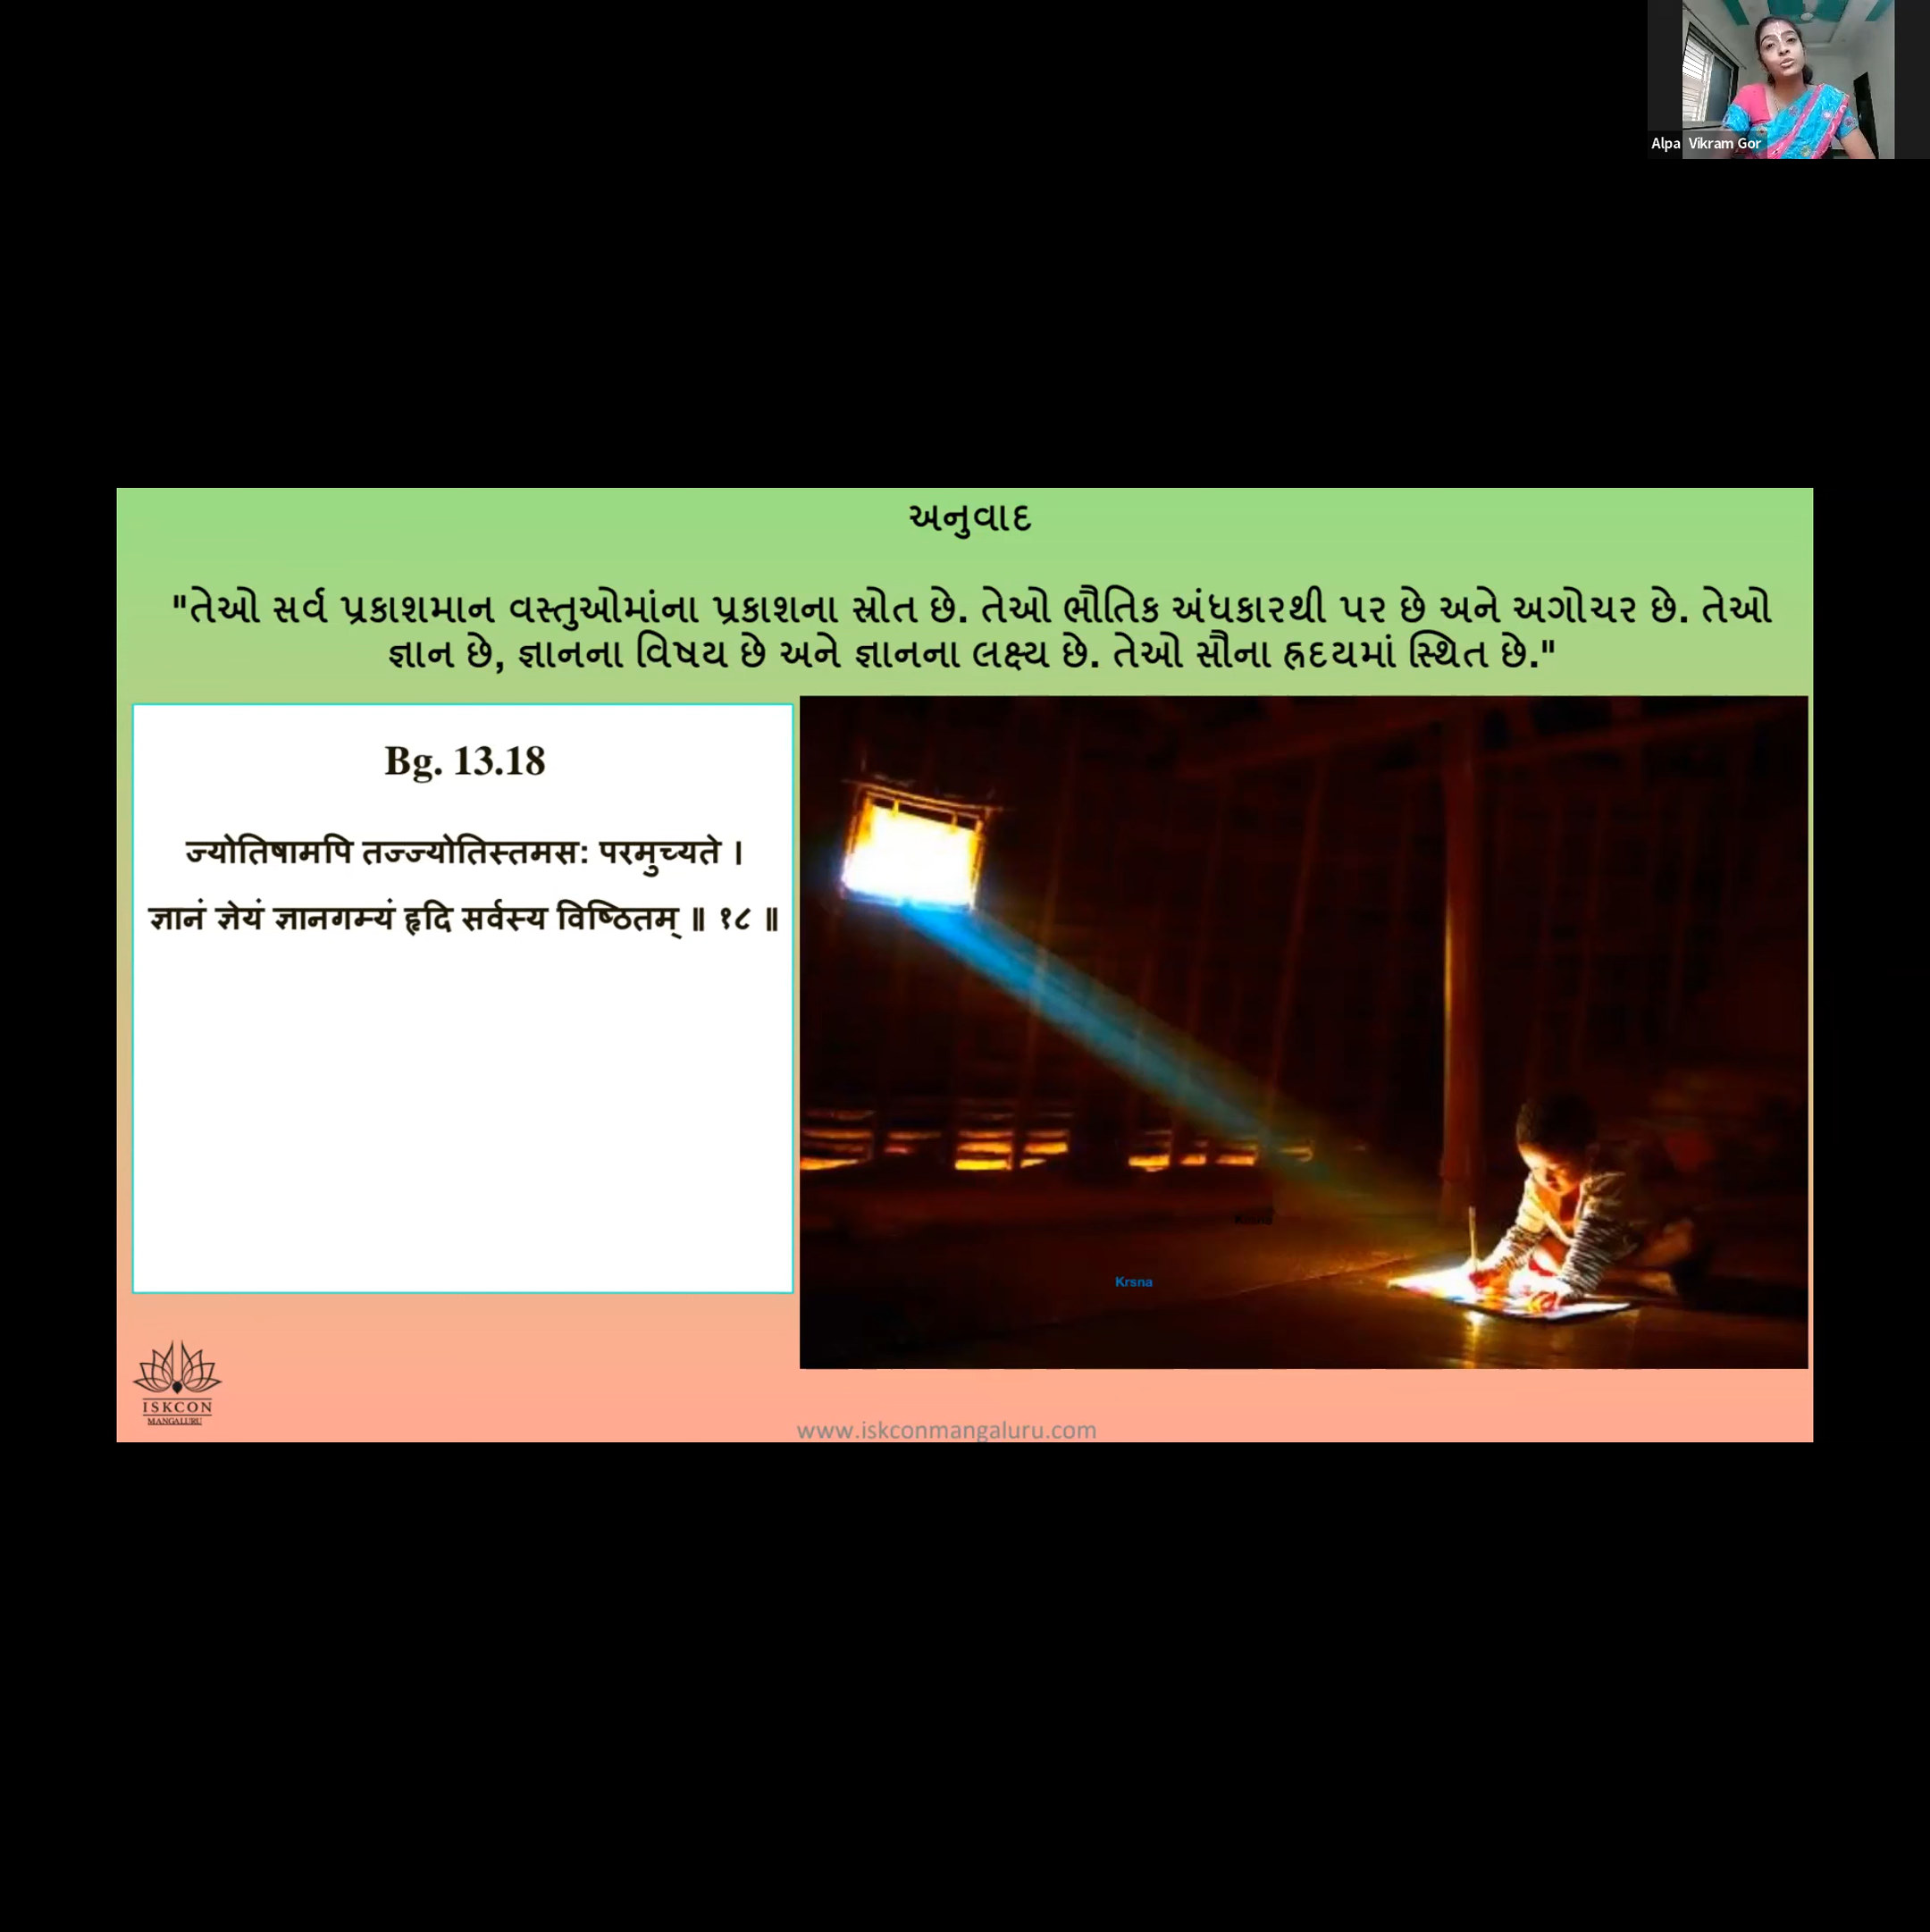 Alpa Vikram Gor
અનુવાદ
"તેઓ સર્વ પ્રકાશમાન વસ્તુઓમાંના પ્રકાશના સ્રોત છે. તેઓ ભૌતિક અંધકારથી પર છે અને અગોચર છે. તેઓ
જ્ઞાન છે, જ્ઞાનના વિષય છે અને જ્ઞાનના લક્ષ્ય છે. તેઓ સૌના હ્રદયમાં સ્થિત છે."
Bg. 13.18
ज्योतिषामपि तज्ज्योतिस्तमस: परमुच्यते ।
ज्ञानं ज्ञेयं ज्ञानगम्यं हृदि सर्वस्य विष्ठितम् ॥ १८ ॥
Krsna
Krsna
ISKCON
MANGALURU
www.iskconmangaluru.com